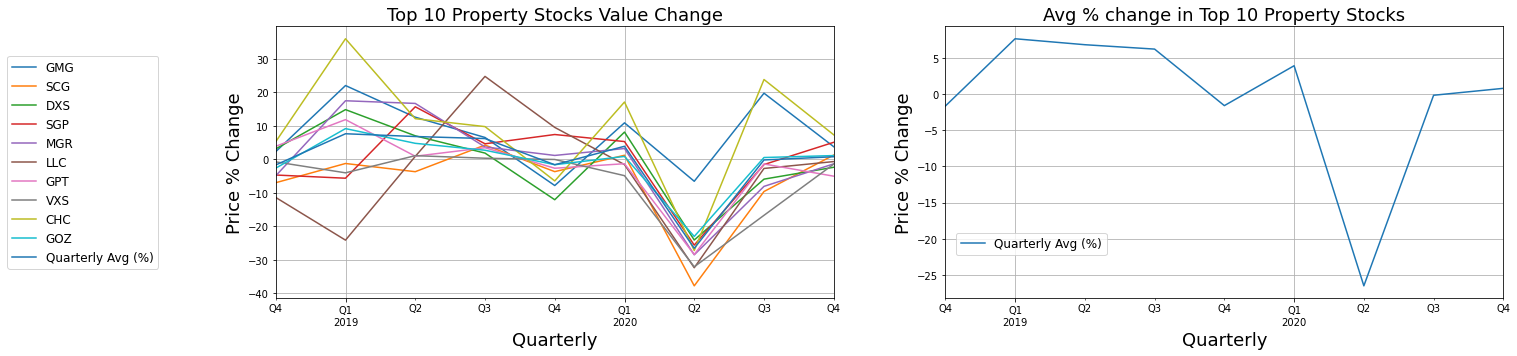 GMG
SCG
DXS
SGP
MGR
LLC
GPT
VXS
CHC
GOZ
Quarterly Avg (%)
Top 10 Property Stocks Value Change
Price % Change
30
20
10
0
−10
−20
−30
−40
Q4 Q1 Q2 Q3 Q4 Q1 Q2 Q3 Q4
2019 2020
Quarterly
Avg % change in Top 10 Property Stocks
Price % Change
5
0
−5
−10
−15
−20
−25
Quarterly Avg (%)
Q4 Q1 Q2 Q3 Q4 Q1 Q2 Q3 Q4
2019 2020
Quarterly